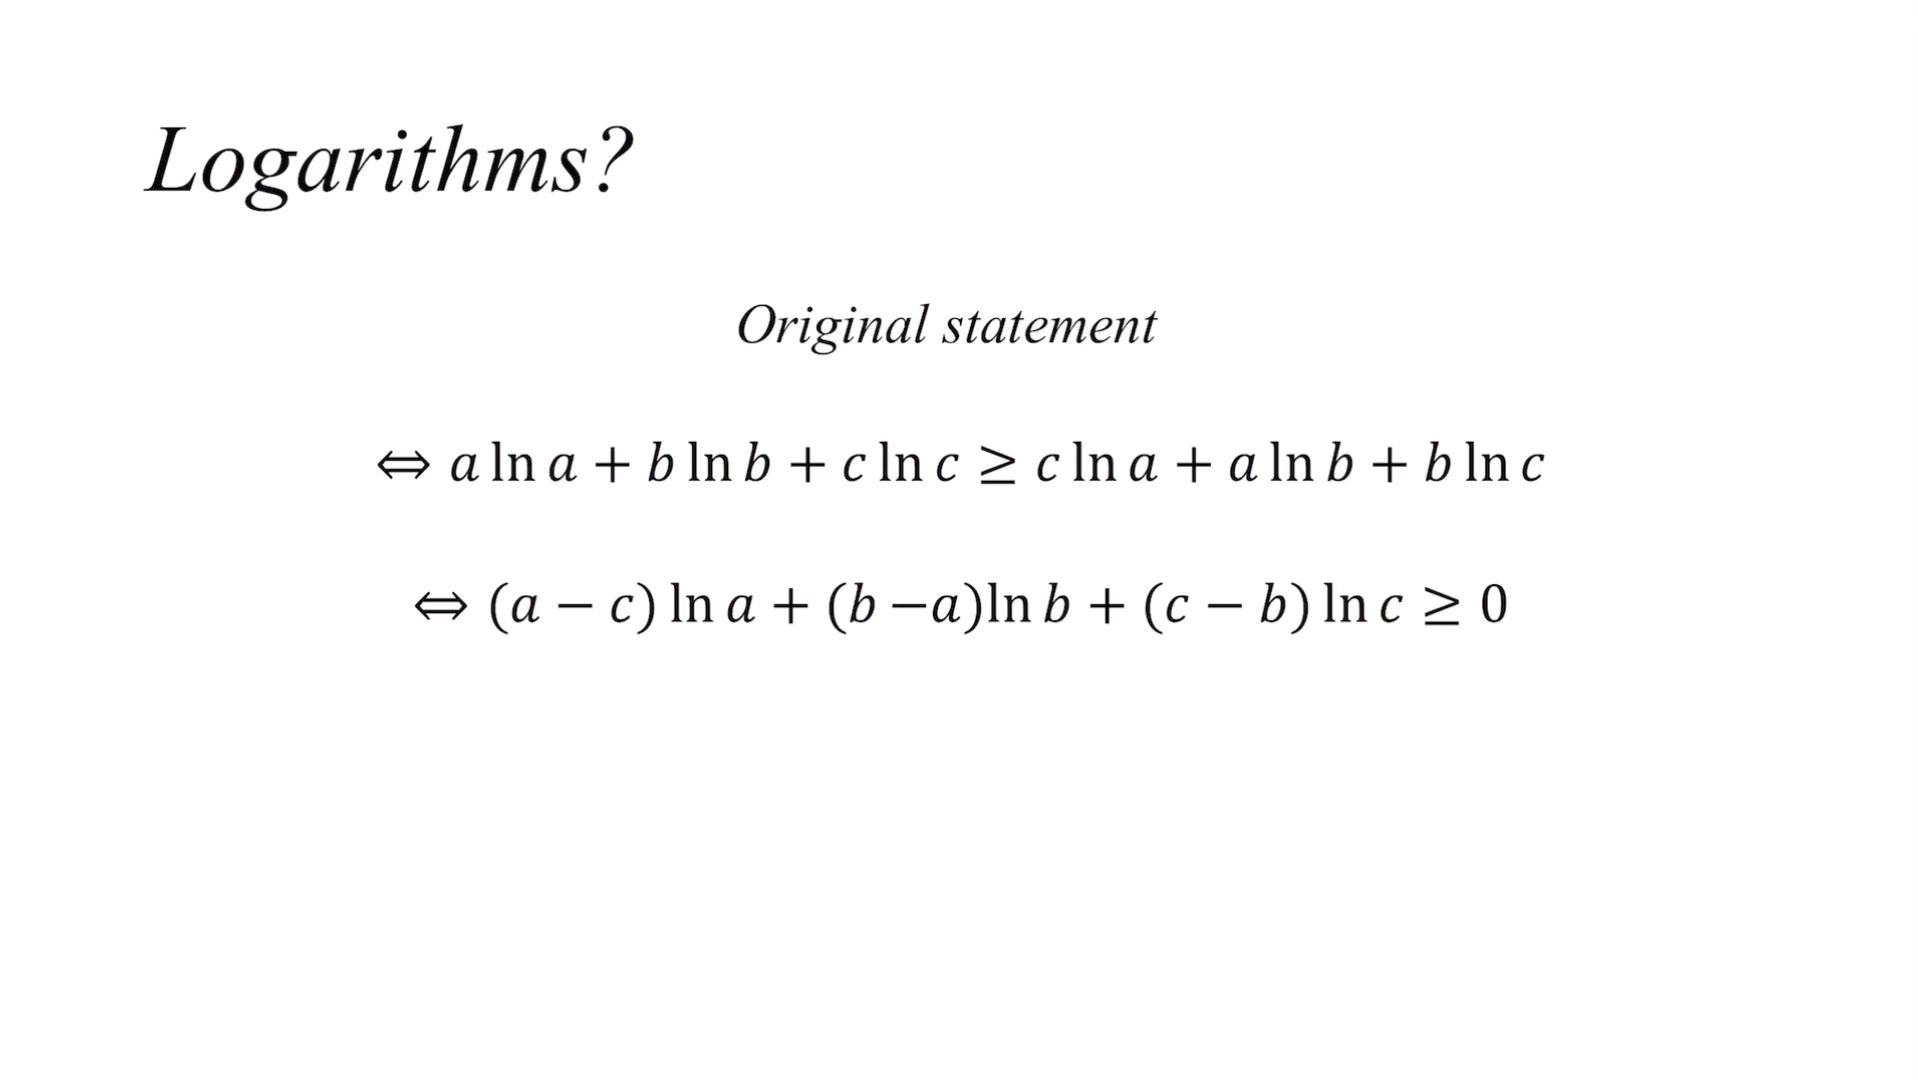 Logarithms?
Original statement
⇔ a ln a + b ln b + c ln c ≥ c ln a + a ln b + b ln c
⇔ (a − c) ln a + (b −a)ln b + (c − b) ln c ≥ 0